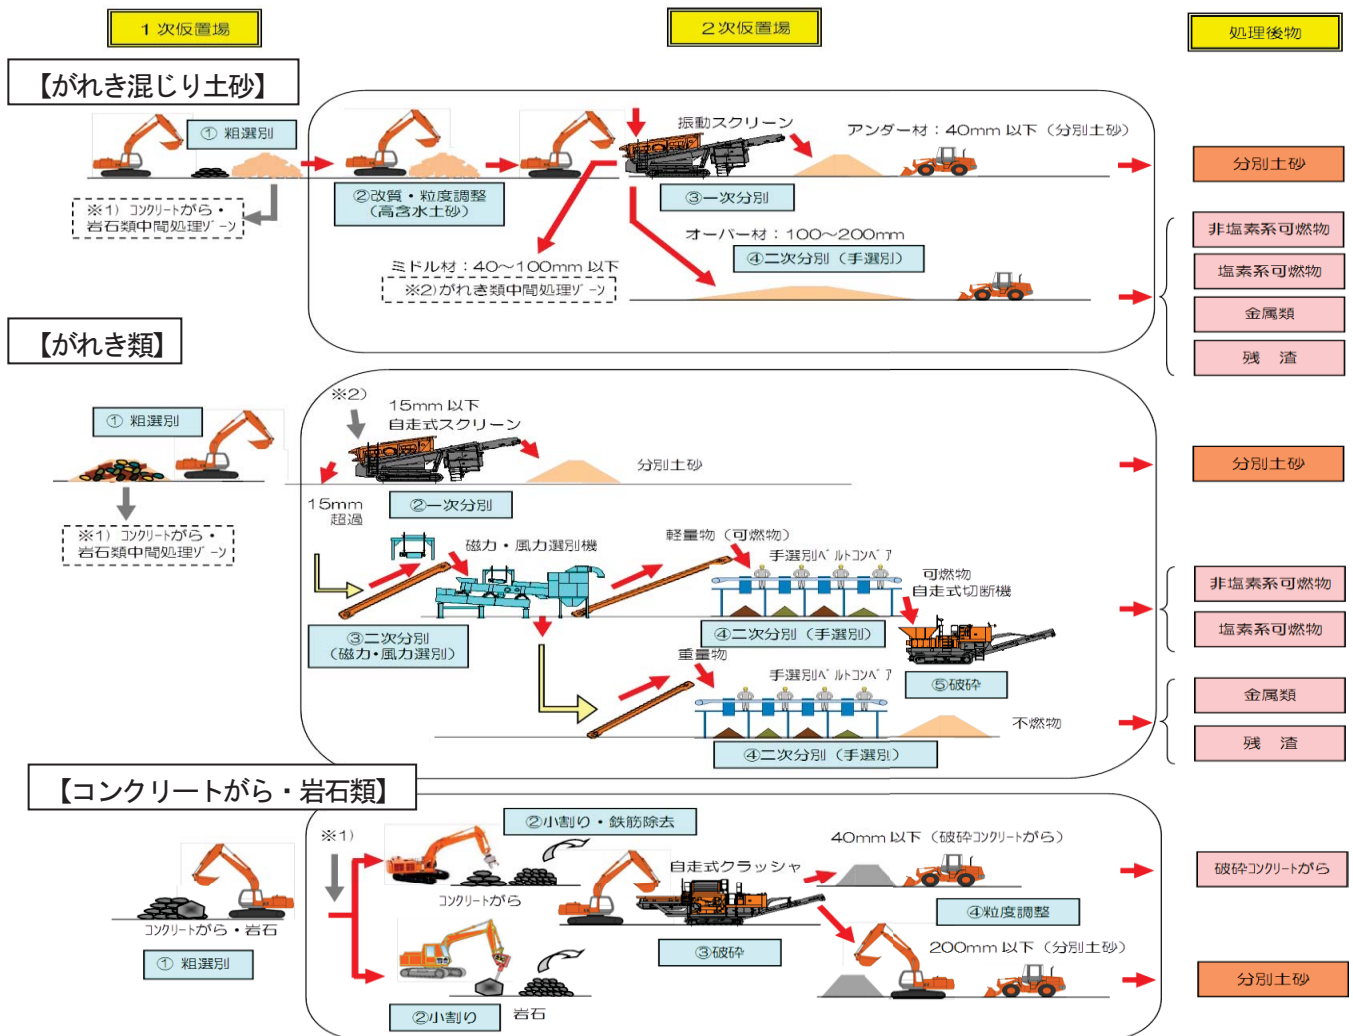 １次仮置場
２次仮置場
処理後物
【がれき混じり土砂】
① 粗選別
②改質・粒度調整
（高含水土砂）
振動スクリーン
③一次分別
アンダー材：40mm 以下（分別土砂）
分別土砂
※1）コンクリートがら・
岩石類中間処理ゾーン
ミドル材：40～100mm 以下
※2)がれき類中間処理ゾーン
オーバー材：100～200mm
④二次分別（手選別）
非塩素系可燃物
塩素系可燃物
金属類
残　渣
【がれき類】
① 粗選別
※1）コンクリートがら・
岩石類中間処理ゾーン
※2)
15mm 以下
自走式スクリーン
分別土砂
15mm
超過
②一次分別
分別土砂
磁力・風力選別機
③二次分別
（磁力・風力選別）
軽量物（可燃物）
手選別ベルトコンベア
④二次分別（手選別）
可燃物
自走式切断機
⑤破砕
非塩素系可燃物
塩素系可燃物
重量物
手選別ベルトコンベア
④二次分別（手選別）
不燃物
金属類
残　渣
【コンクリートがら・岩石類】
コンクリートがら・岩石
① 粗選別
※1)
②小割り・鉄筋除去
コンクリートがら
②小割り
岩石
自走式クラッシャ
③破砕
40mm 以下（破砕コンクリートがら）
④粒度調整
破砕コンクリートがら
200mm 以下（分別土砂）
分別土砂